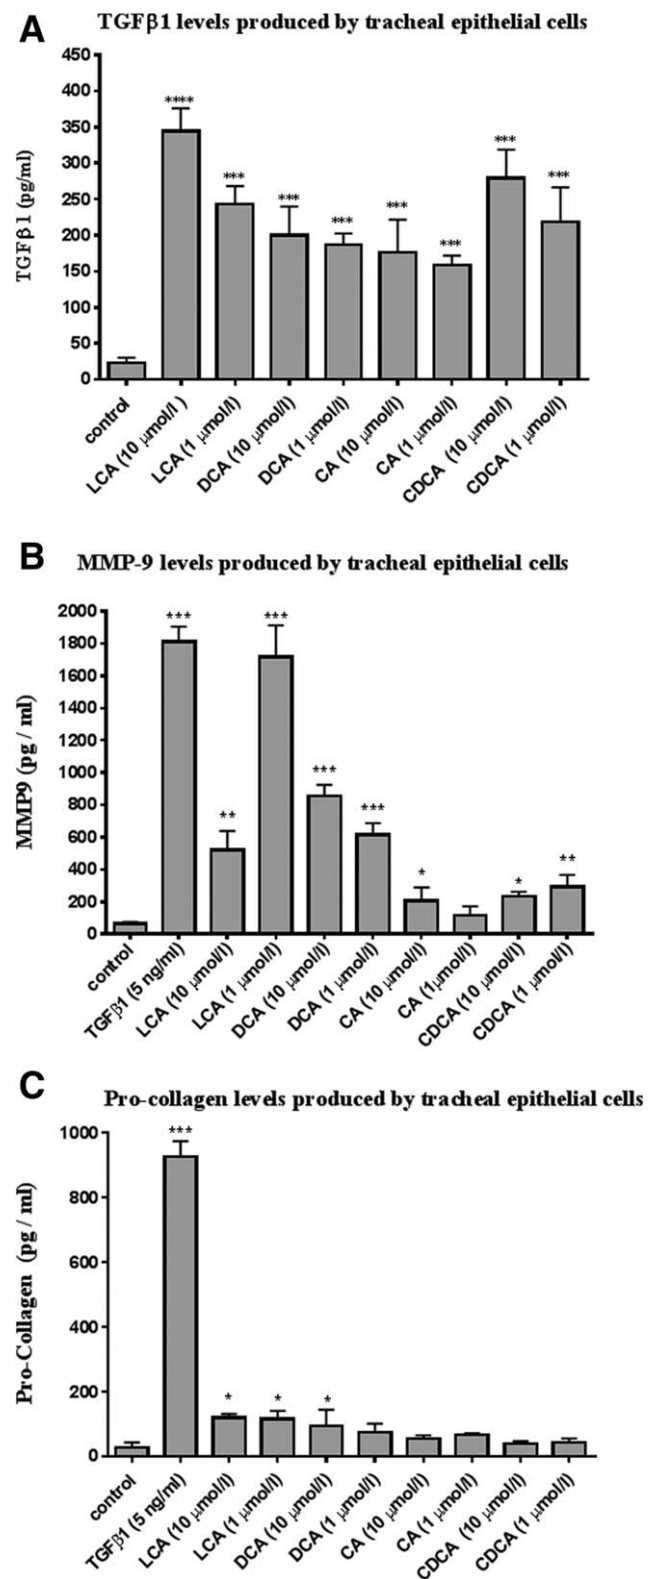 A
TGFβ1 levels produced by tracheal epithelial cells
TGFβ1 (pg/ml)
450
400
350
300
250
200
150
100
50
0
****
***
***
***
***
***
***
***
control
LCA (10 μmol/l )
LCA (1 μmol/l)
DCA (10 μmol/l)
DCA (1 μmol/l)
CA (10 μmol/l)
CA (1 μmol/l)
CDCA (10 μmol/l)
CDCA (1 μmol/l)
B
MMP-9 levels produced by tracheal epithelial cells
MMP9 (pg / ml)
2000
1800
1600
1400
1200
1000
800
600
400
200
0
***
**
***
***
***
*
*
**
control
TGFβ1 (5 ng/ml)
LCA (10 μmol/l)
LCA (1 μmol/l)
DCA (10 μmol/l)
DCA (1 μmol/l)
CA (10 μmol/l)
CA (1μmol/l)
CDCA (10 μmol/l)
CDCA (1 μmol/l)
C
Pro-collagen levels produced by tracheal epithelial cells
Pro-Collagen (pg / ml)
1000
800
600
400
200
0
***
*
*
*
control
TGFβ1 (5 ng/ml)
LCA (10 μmol/l)
LCA (1 μmol/l)
DCA (10 μmol/l)
DCA (1 μmol/l)
CA (10 μmol/l)
CA (1 μmol/l)
CDCA (10 μmol/l)
CDCA (1 μmol/l)